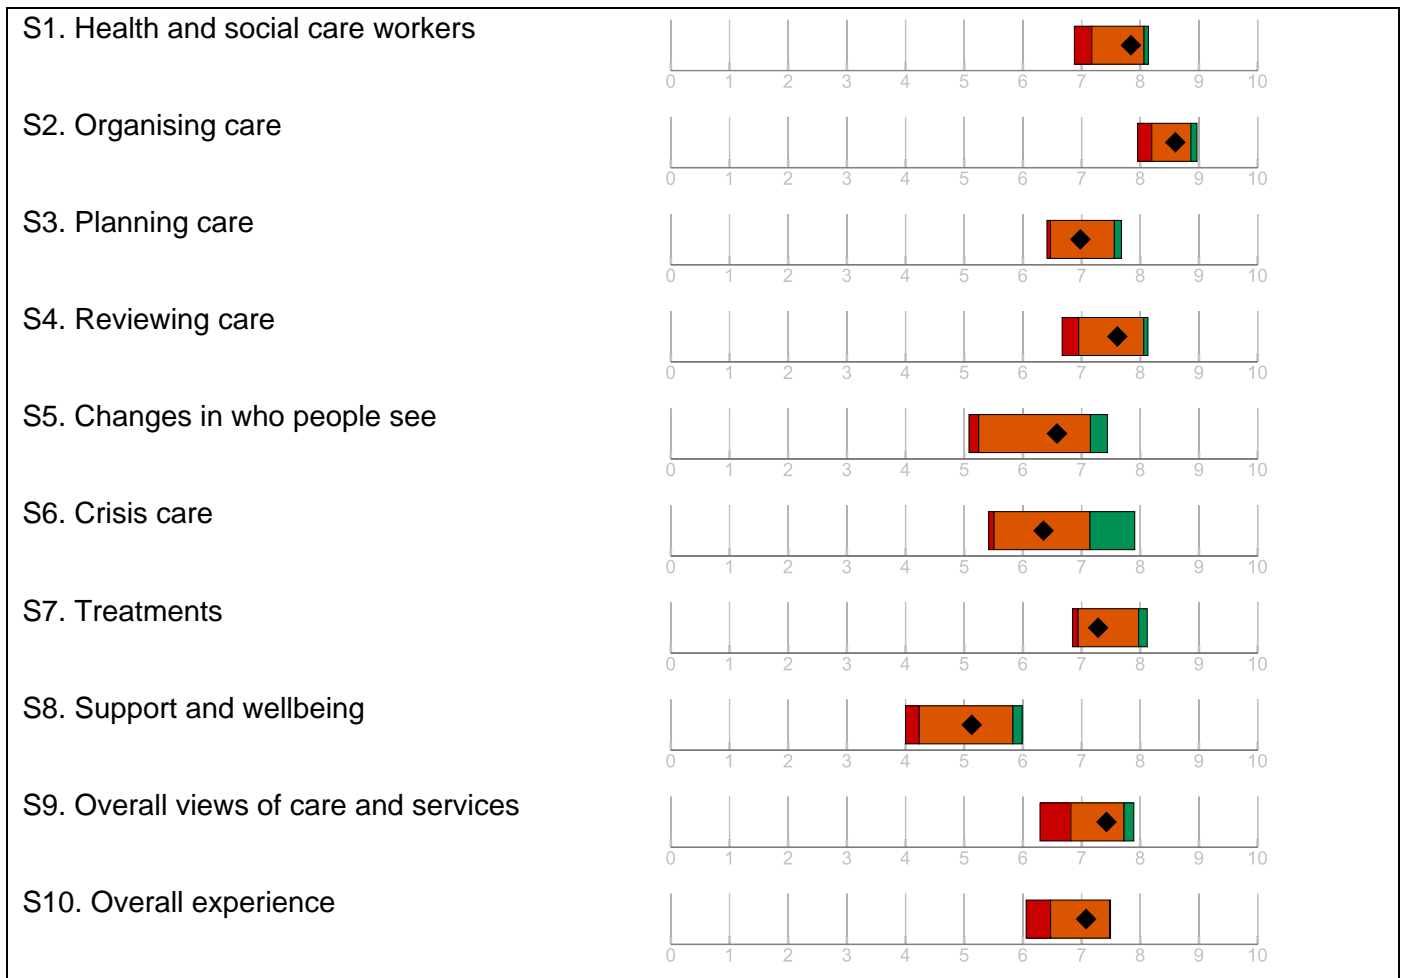 S1. Health and social care workers
0 1 2 3 4 5 6 7 8 9 10
S2. Organising care
0 1 2 3 4 5 6 7 8 9 10
S3. Planning care
0 1 2 3 4 5 6 7 8 9 10
S4. Reviewing care
0 1 2 3 4 5 6 7 8 9 10
S5. Changes in who people see
0 1 2 3 4 5 6 7 8 9 10
S6. Crisis care
0 1 2 3 4 5 6 7 8 9 10
S7. Treatments
0 1 2 3 4 5 6 7 8 9 10
S8. Support and wellbeing
0 1 2 3 4 5 6 7 8 9 10
S9. Overall views of care and services
0 1 2 3 4 5 6 7 8 9 10
S10. Overall experience
0 1 2 3 4 5 6 7 8 9 10